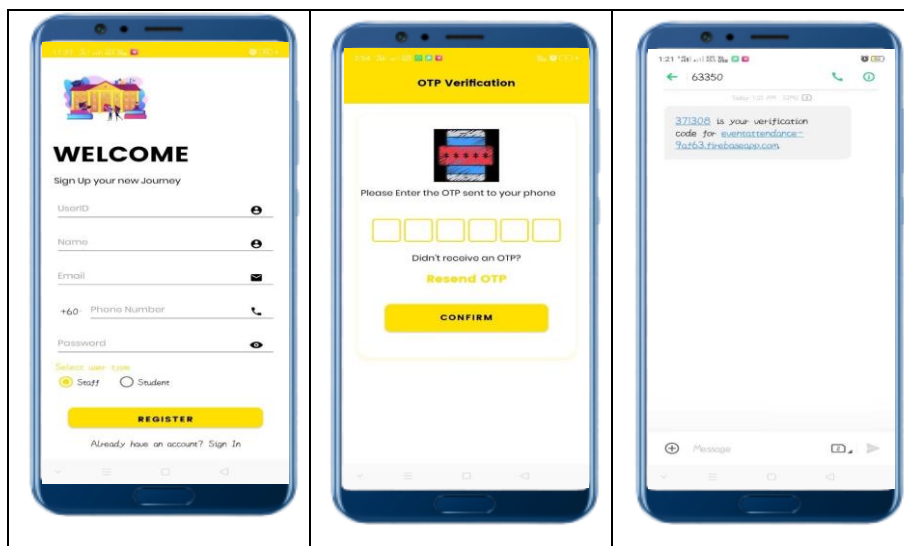 WELCOME
Sign Up your new Journey
UserID
Name
Email
+60- Phone Number
Password
Select user type
Staff Student
REGISTER
Already have an account? Sign In
OTP Verification
*****
Please Enter the OTP sent to your phone
Didn't receive an OTP?
Resend OTP
CONFIRM
1:21
63350
371308 is your verification
code for eventattendance-
9af63.firebaseapp.com
Message